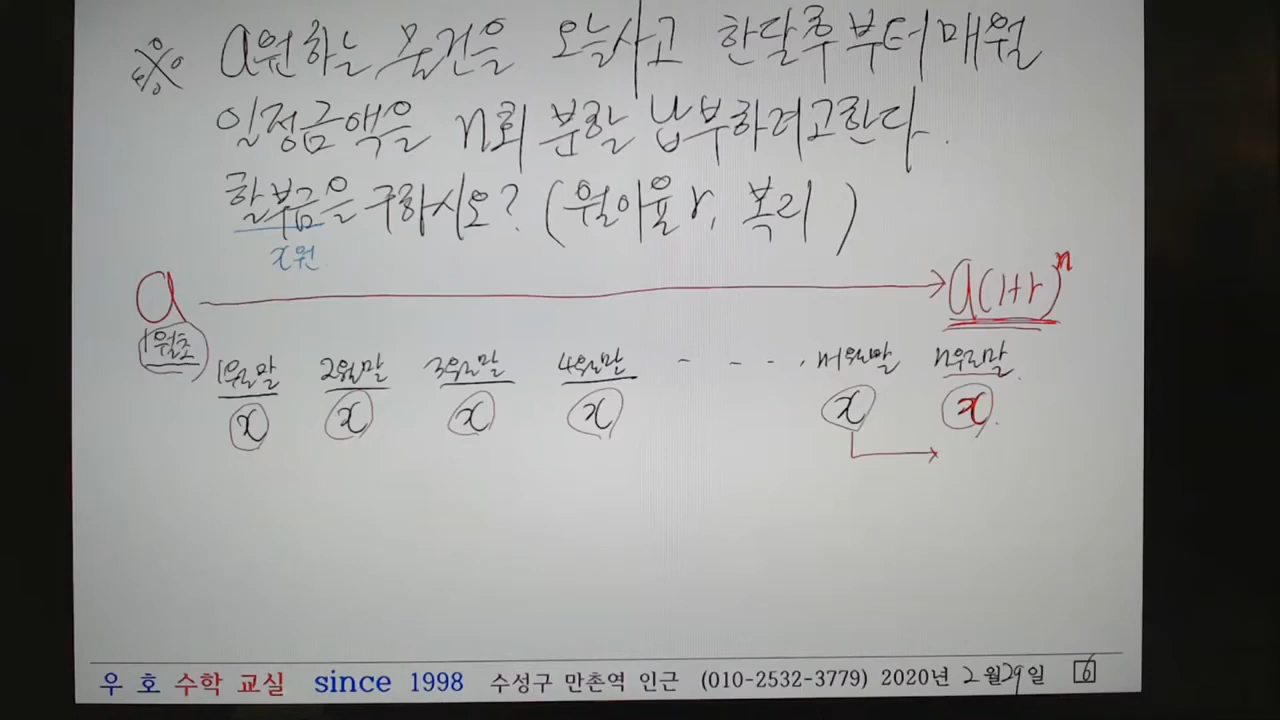 ※ a원하는 물건을 오늘사고 한달후부터 매월
일정금액을 n회 분할 납부하려고한다.
할부금을 구하시오? (월이율 r, 복리)
x원
a → a(1+r)^n
1월초
1월말 2월말 3월말 4월말 - - - . n-1월말 n월말
x x x x x x
우호 수학 교실 since 1998 수성구 만촌역 인근 (010-2532-3779) 2020년 2월29일 6